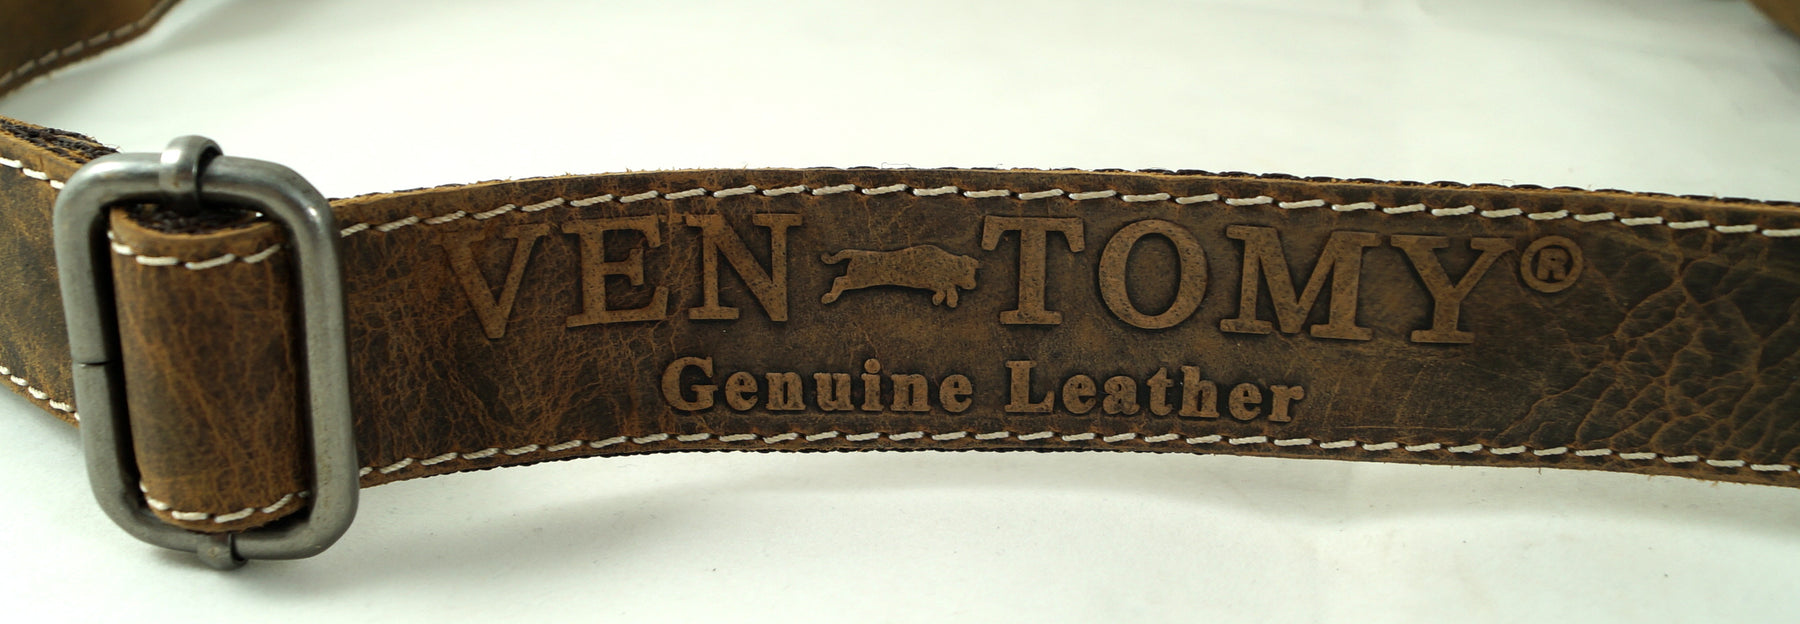 VEN TOMY®
Genuine Leather